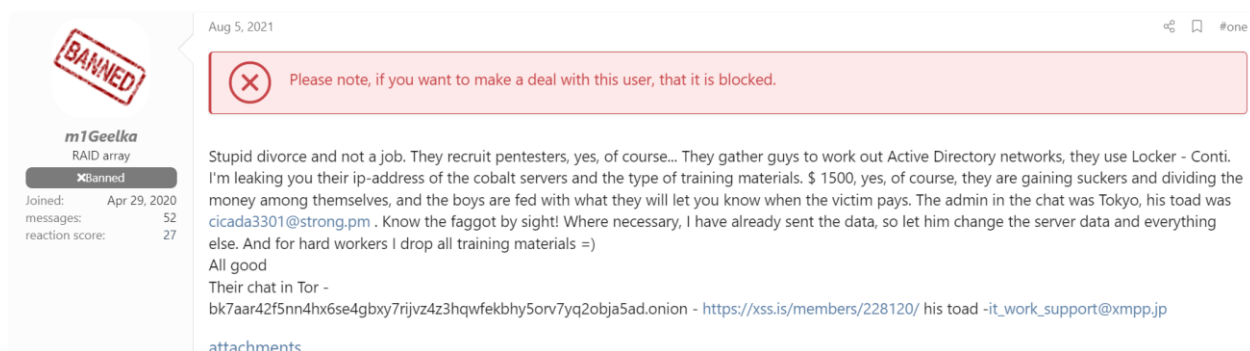 Aug 5, 2021
#one
BANNED
Please note, if you want to make a deal with this user, that it is blocked.
m1Geelka
RAID array
×Banned
Joined: Apr 29, 2020
messages: 52
reaction score: 27
Stupid divorce and not a job. They recruit pentesters, yes, of course... They gather guys to work out Active Directory networks, they use Locker - Conti.
I'm leaking you their ip-address of the cobalt servers and the type of training materials. $ 1500, yes, of course, they are gaining suckers and dividing the
money among themselves, and the boys are fed with what they will let you know when the victim pays. The admin in the chat was Tokyo, his toad was
cicada3301@strong.pm . Know the faggot by sight! Where necessary, I have already sent the data, so let him change the server data and everything
else. And for hard workers I drop all training materials =)
All good
Their chat in Tor -
bk7aar42f5nn4hx6se4gbxy7rijvz4z3hqwfekbhy5orv7yq2obja5ad.onion - https://xss.is/members/228120/ his toad -it_work_support@xmpp.jp
attachments